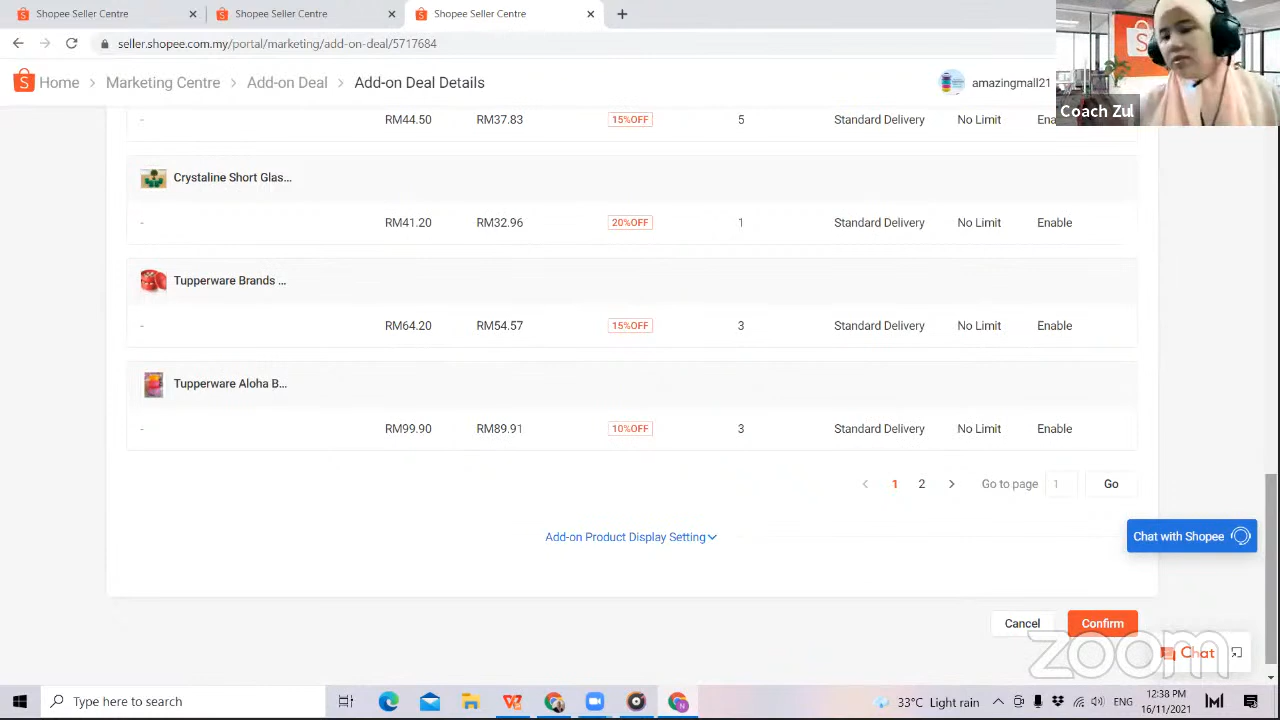 Shopee Seller Centre
Shopee Seller Centre
Shopee Seller Centre
seller.shopee.com.my/portal/marketing/add-on-deal/5717684
Home > Marketing Centre > Add-on Deal > Add-on Deal Details
amazingmall21
Coach Zul
- RM44.50 RM37.83 15%OFF 5 Standard Delivery No Limit Ena
Crystaline Short Glas...
- RM41.20 RM32.96 20%OFF 1 Standard Delivery No Limit Enable
Tupperware Brands ...
- RM64.20 RM54.57 15%OFF 3 Standard Delivery No Limit Enable
Tupperware Aloha B...
- RM99.90 RM89.91 10%OFF 3 Standard Delivery No Limit Enable
< 1 2 > Go to page 1 Go
Chat with Shopee
Add-on Product Display Setting
Cancel Confirm
zoom
Chat
Type here to search
33°C Light rain
ENG
12:38 PM
16/11/2021